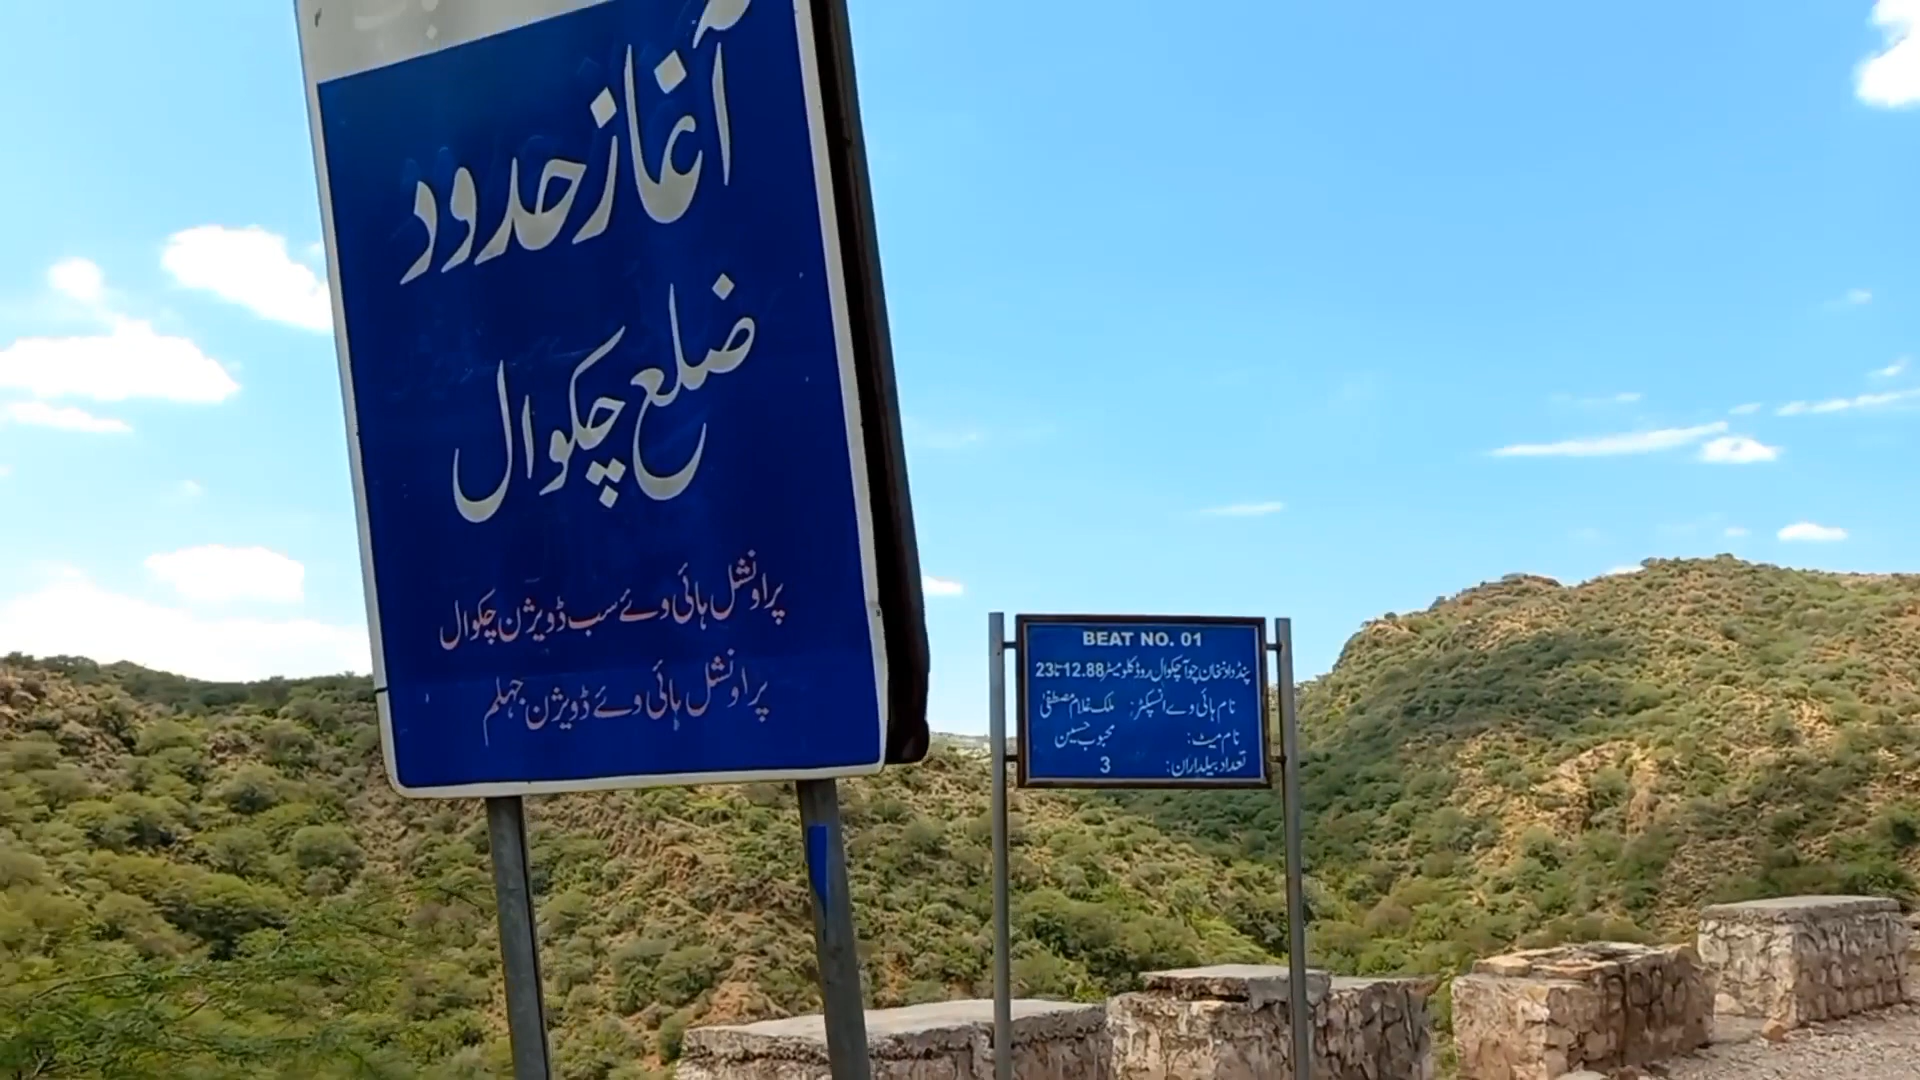 آغاز حدود
ضلع چکوال
پراونشل ہائی وے سب ڈویژن چکوال
پراونشل ہائی وے ڈویژن جہلم
BEAT NO. 01
پنڈدادنخان چوآ چکوال روڈ کلومیٹر 12.88 تا 23
نام ہائی وے انسپکٹر: ملک غلام مصطفیٰ
نام میٹ: محبوب حسین
تعداد بیلداران: 3